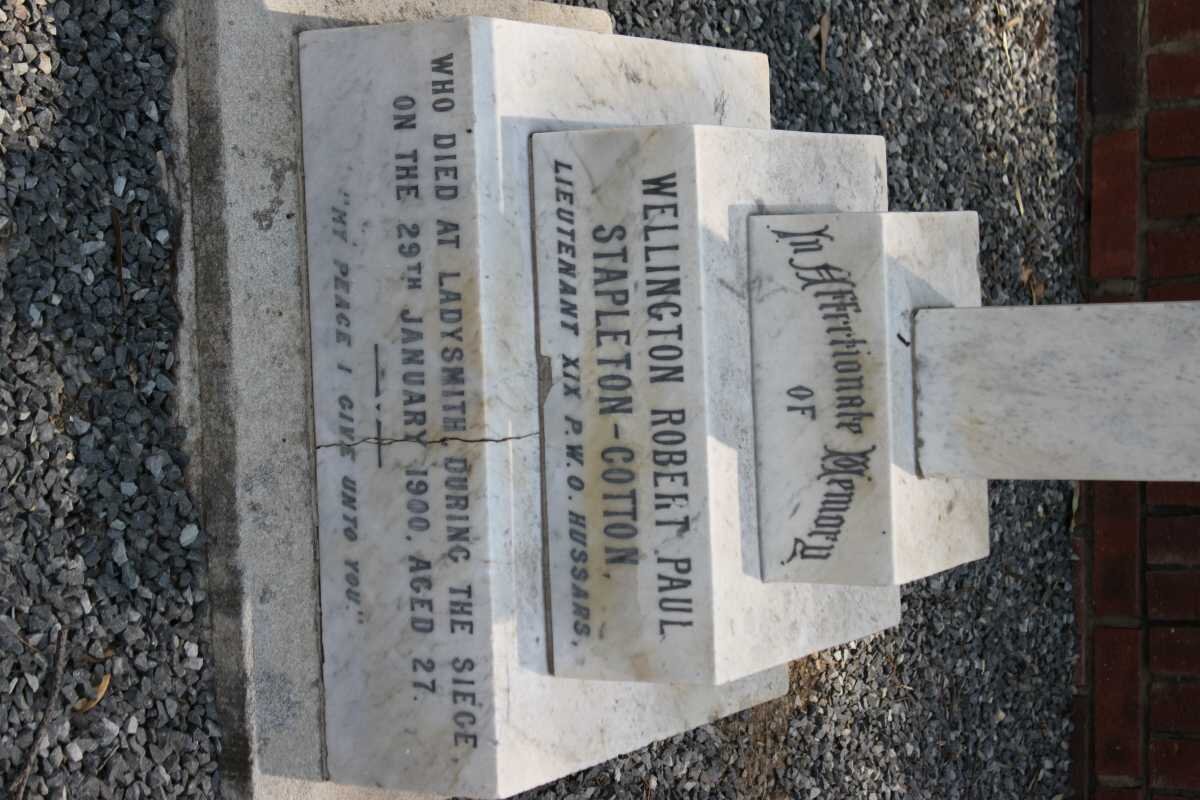 In Affectionate Memory
OF
WELLINGTON ROBERT PAUL
STAPLETON-COTTON,
LIEUTENANT XIX P.W.O. HUSSARS,
WHO DIED AT LADYSMITH DURING THE SIEGE
ON THE 29TH JANUARY 1900, AGED 27.
"MY PEACE I GIVE UNTO YOU."